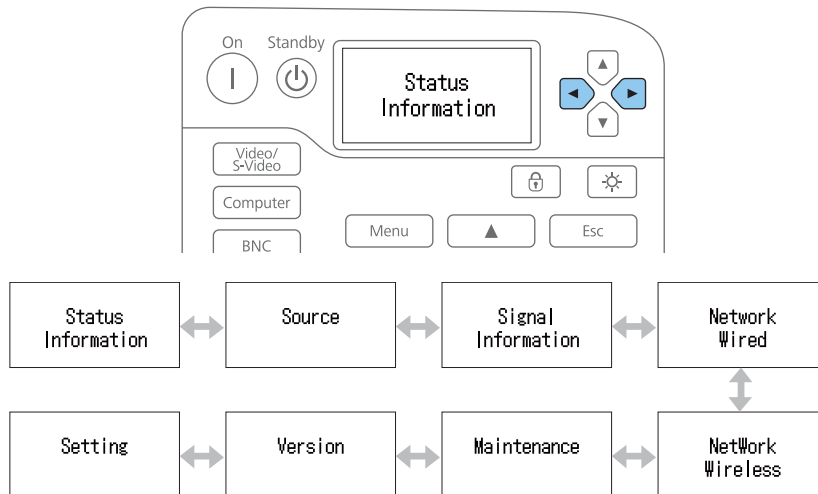 On
Standby
Status
Information
Video/
S-Video
Computer
BNC
Menu
Esc
Status
Information
Source
Signal
Information
Network
Wired
Setting
Version
Maintenance
NetWork
Wireless